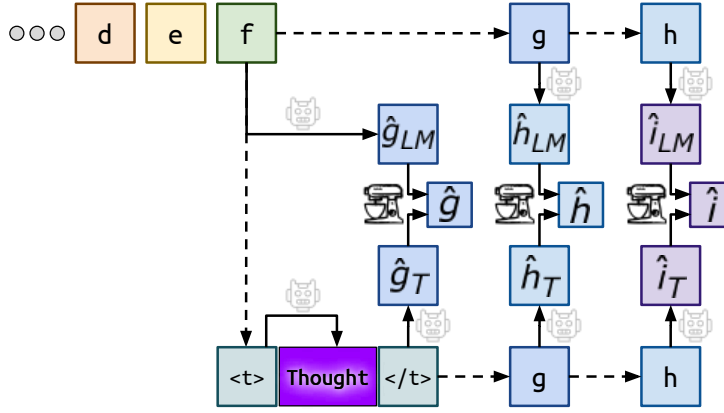 d e f g h
ĝ_LM ĥ_LM î_LM
ĝ ĥ î
ĝ_T ĥ_T î_T
<t> Thought </t> g h